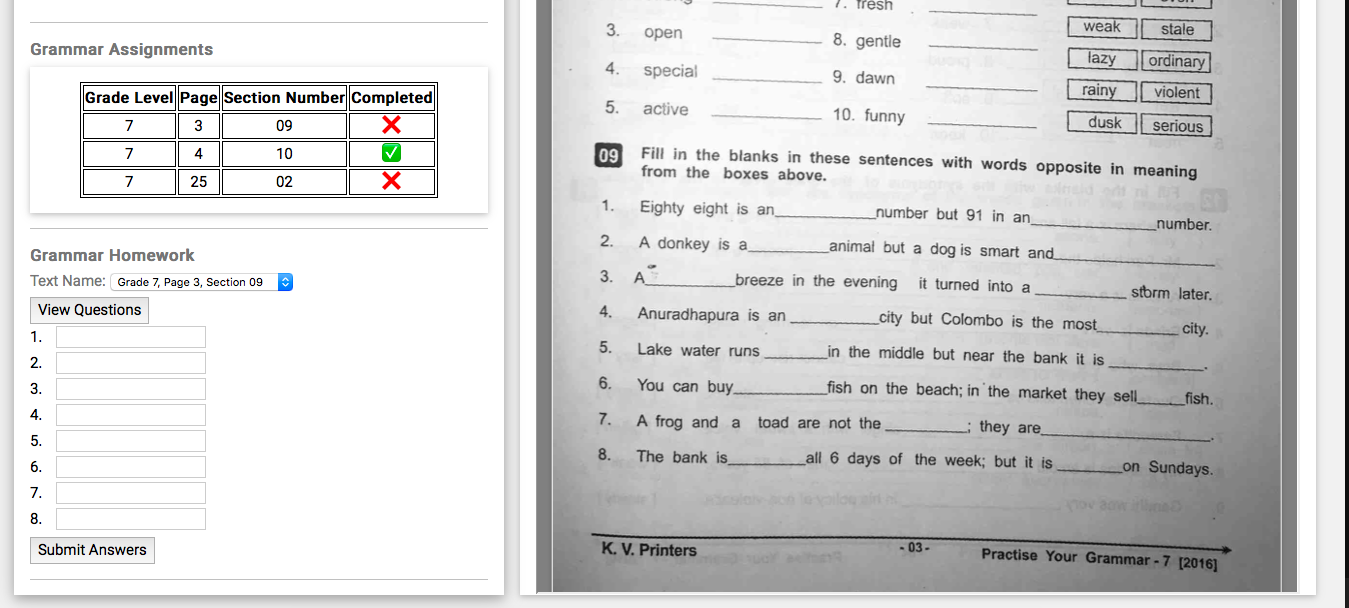 Grammar Assignments
Grade Level Page Section Number Completed
7 3 09
7 4 10
7 25 02
Grammar Homework
Text Name: Grade 7, Page 3, Section 09
View Questions
1.
2.
3.
4.
5.
6.
7.
8.
Submit Answers
7. fresh
3. open ________ 8. gentle ________ weak stale
4. special ________ 9. dawn ________ lazy ordinary
5. active ________ 10. funny ________ rainy violent
dusk serious
09 Fill in the blanks in these sentences with words opposite in meaning
from the boxes above.
1. Eighty eight is an________number but 91 in an________number.
2. A donkey is a________animal but a dog is smart and________
3. A________breeze in the evening it turned into a ________ storm later.
4. Anuradhapura is an ________city but Colombo is the most________ city.
5. Lake water runs ________in the middle but near the bank it is ________.
6. You can buy________fish on the beach; in the market they sell________fish.
7. A frog and a toad are not the ________; they are________.
8. The bank is________all 6 days of the week; but it is ________on Sundays.
K. V. Printers - 03 - Practise Your Grammar - 7 [2016]